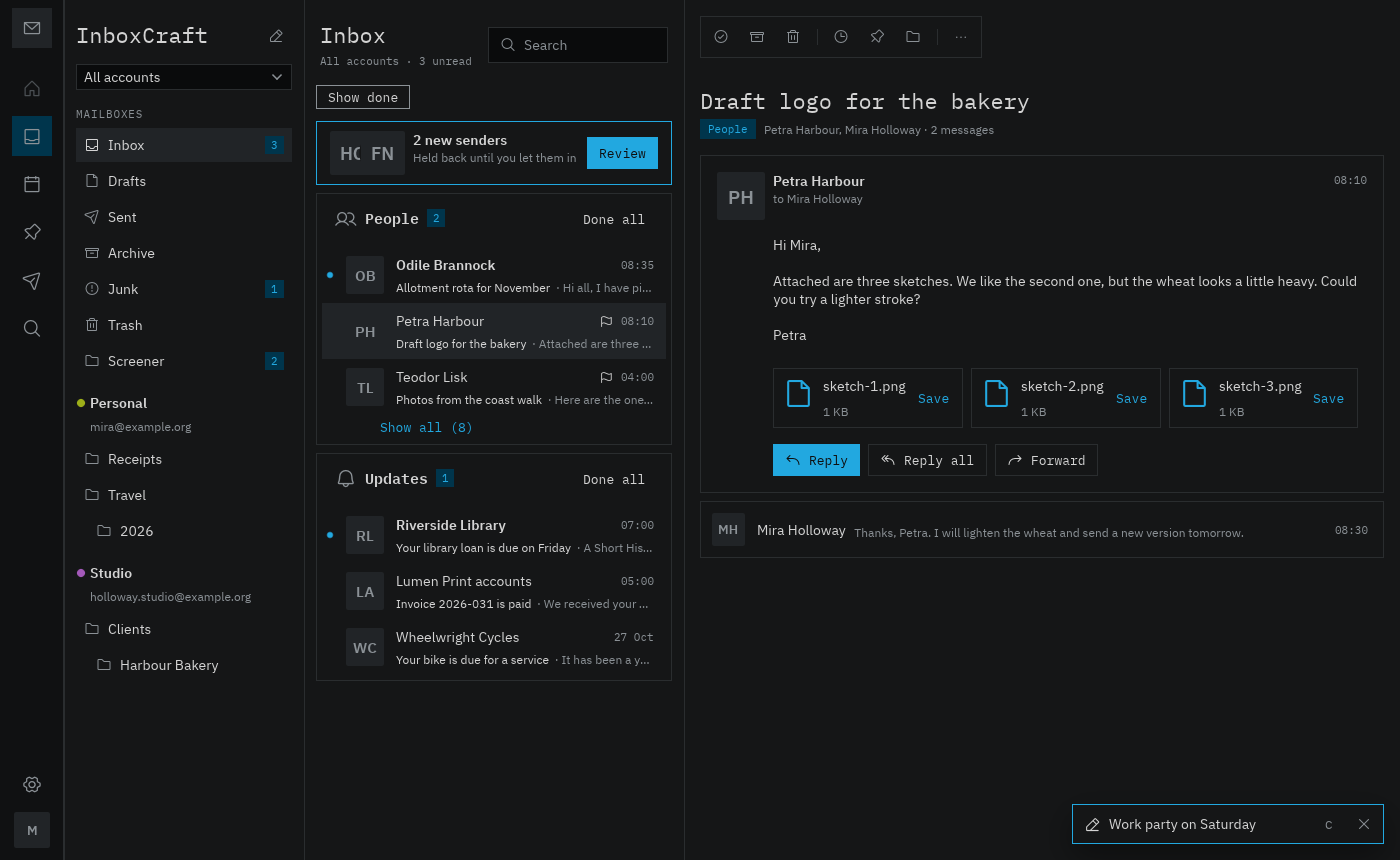 InboxCraft
All accounts
MAILBOXES
Inbox 3
Drafts
Sent
Archive
Junk 1
Trash
Screener 2
Personal
mira@example.org
Receipts
Travel
2026
Studio
holloway.studio@example.org
Clients
Harbour Bakery
M
Inbox
All accounts · 3 unread
Search
Show done
FN
2 new senders
Held back until you let them in
Review
People 2 Done all
OB Odile Brannock 08:35
Allotment rota for November · Hi all, I have pi…
PH Petra Harbour 08:10
Draft logo for the bakery · Attached are three …
TL Teodor Lisk 04:00
Photos from the coast walk · Here are the one…
Show all (8)
Updates 1 Done all
RL Riverside Library 07:00
Your library loan is due on Friday · A Short His…
LA Lumen Print accounts 05:00
Invoice 2026-031 is paid · We received your …
WC Wheelwright Cycles 27 Oct
Your bike is due for a service · It has been a y…
Draft logo for the bakery
People Petra Harbour, Mira Holloway · 2 messages
PH Petra Harbour 08:10
to Mira Holloway
Hi Mira,
Attached are three sketches. We like the second one, but the wheat looks a little heavy. Could
you try a lighter stroke?
Petra
sketch-1.png
1 KB
Save
sketch-2.png
1 KB
Save
sketch-3.png
1 KB
Save
Reply
Reply all
Forward
MH Mira Holloway Thanks, Petra. I will lighten the wheat and send a new version tomorrow. 08:30
Work party on Saturday C